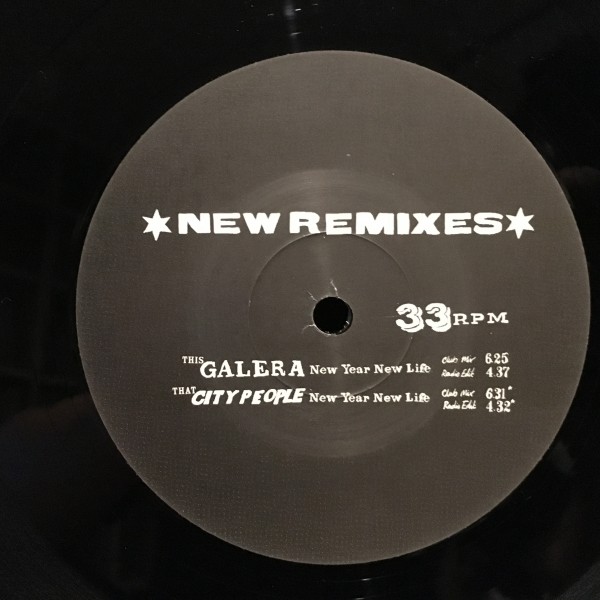 ★NEW REMIXES★
33RPM
THIS GALERA New Year New Life Club Mix 6.25
Radio Edit 4.37
THAT CITY PEOPLE New Year New Life Club Mix 6.31*
Radio Edit 4.32*